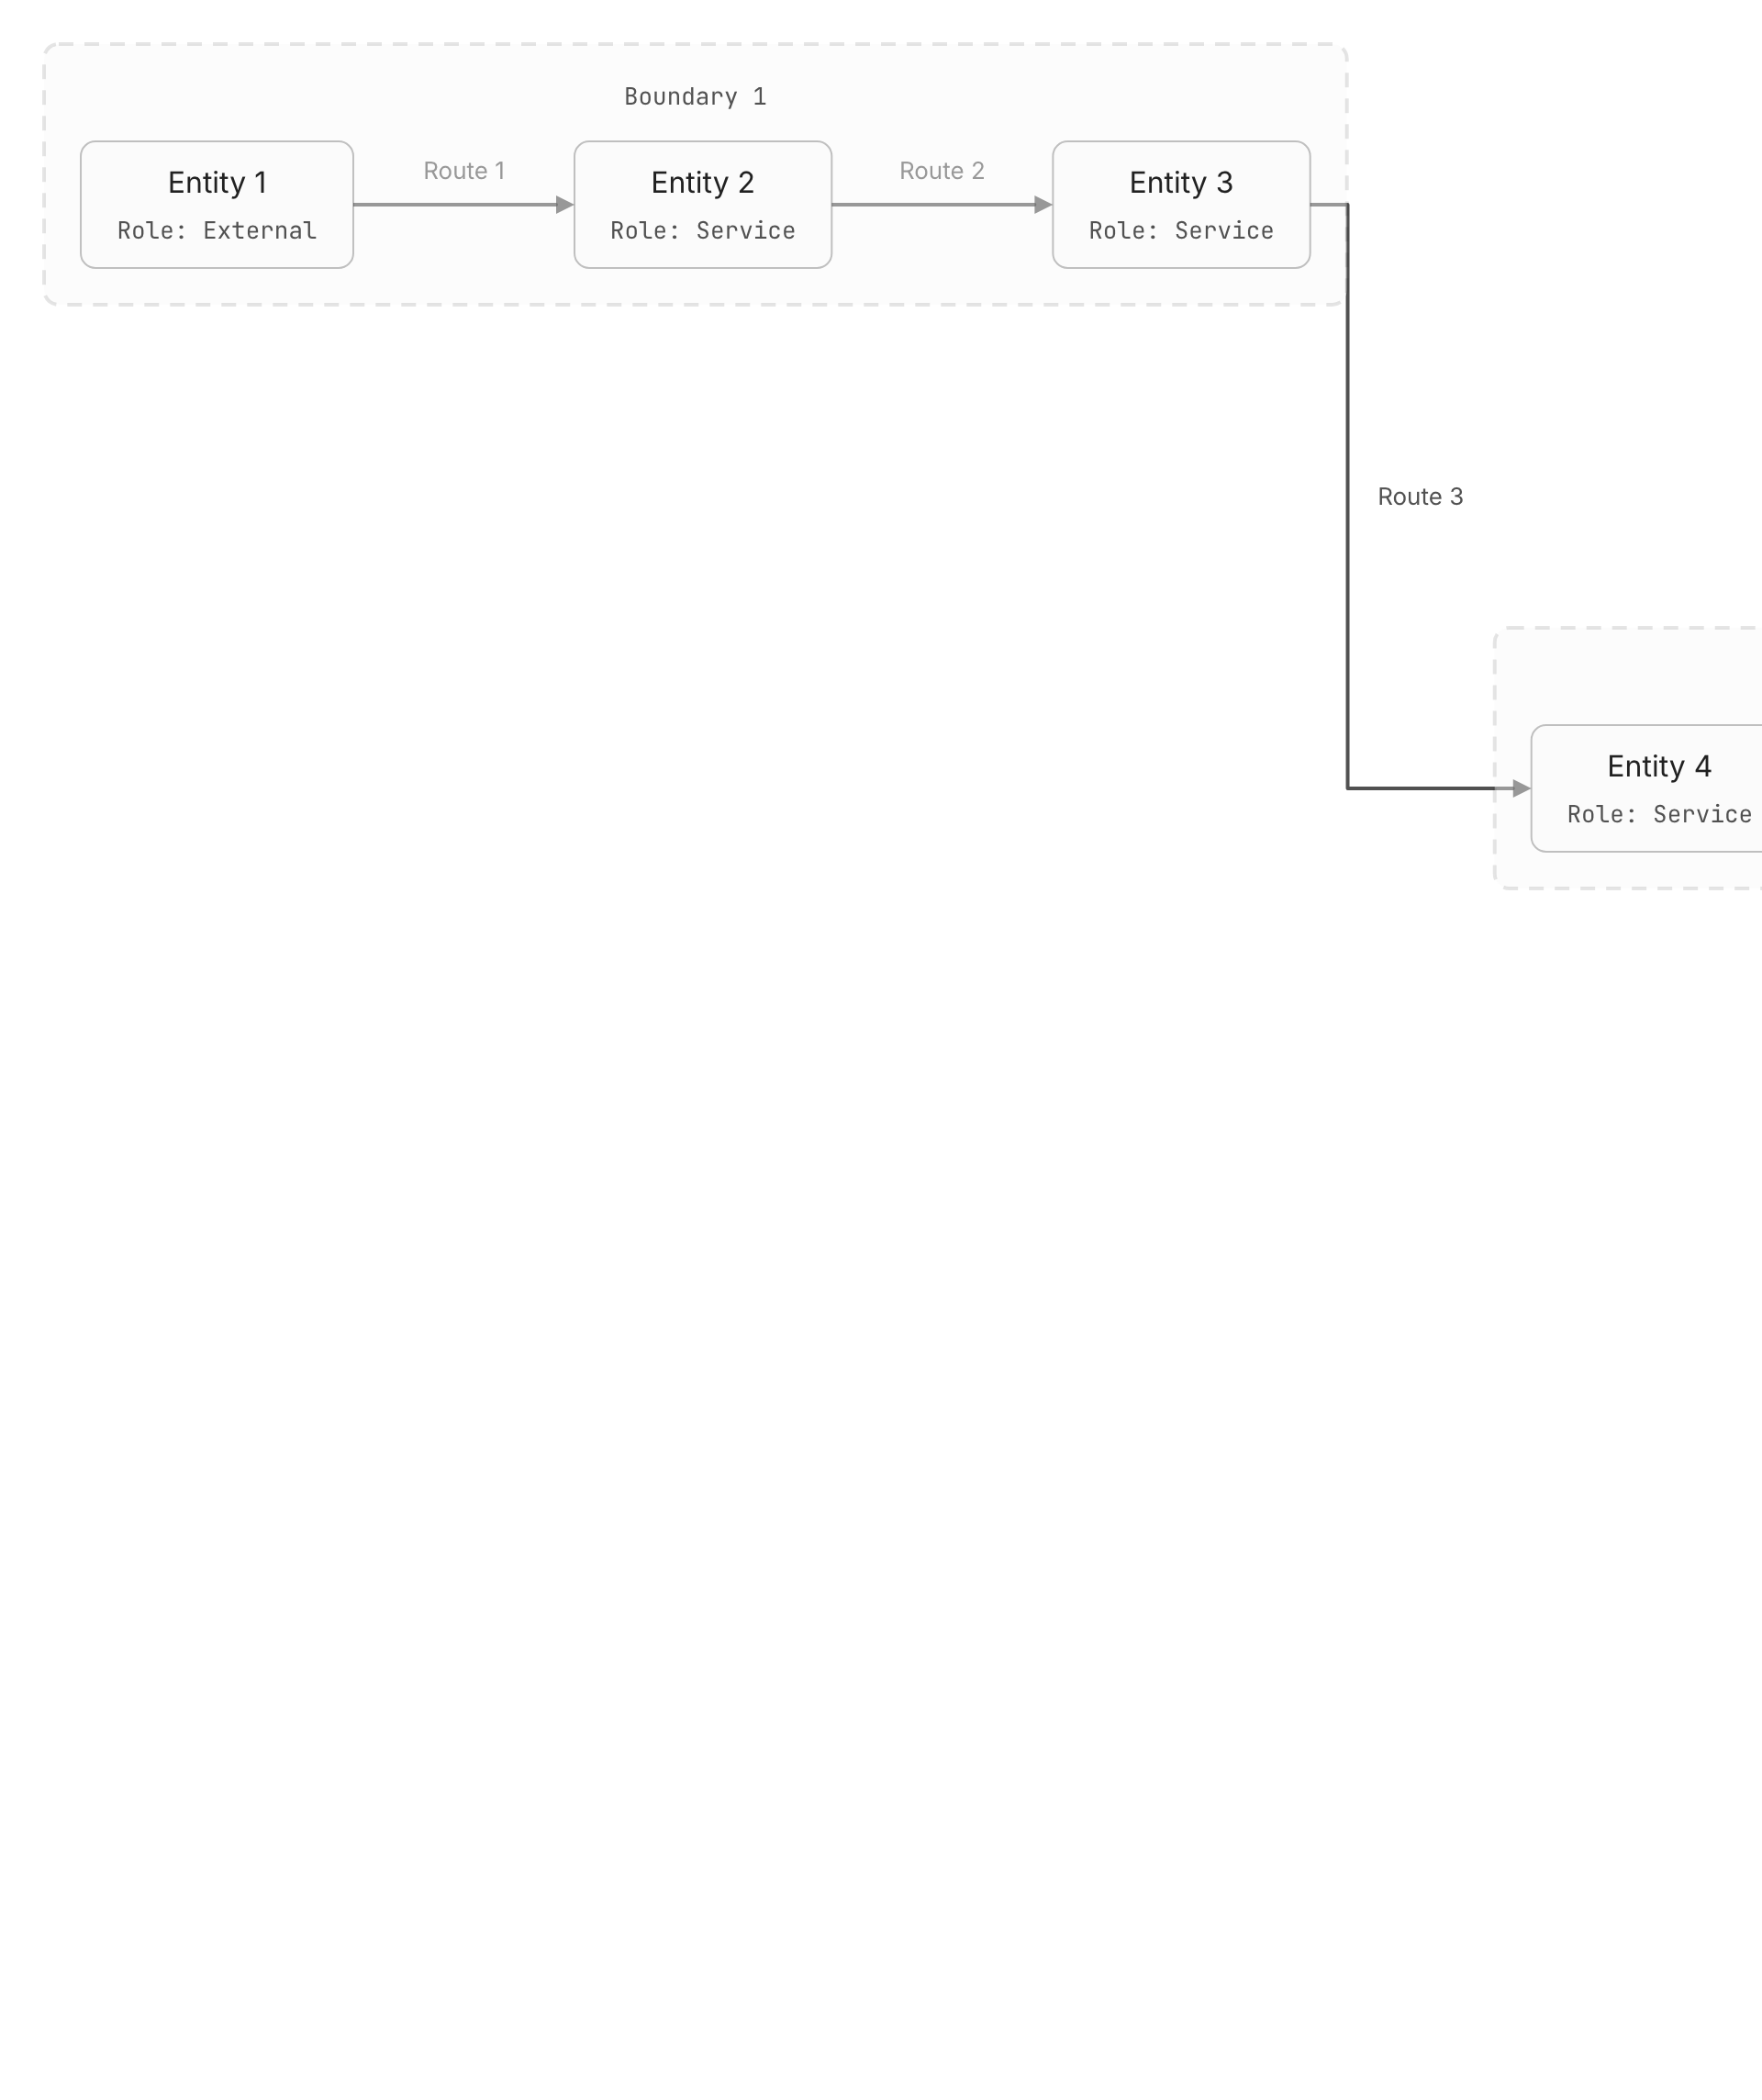 Boundary 1
Entity 1
Role: External
Route 1
Entity 2
Role: Service
Route 2
Entity 3
Role: Service
Route 3
Entity 4
Role: Service